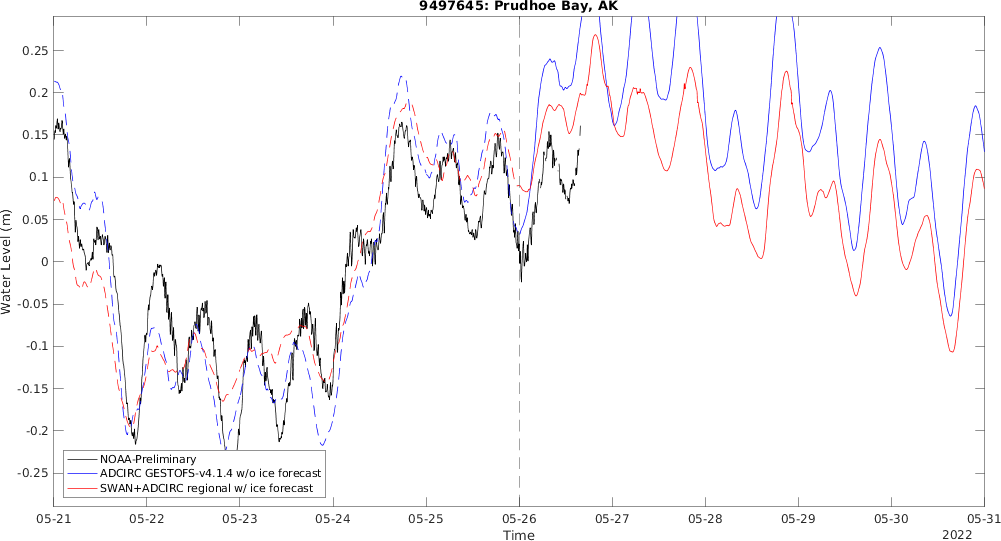 9497645: Prudhoe Bay, AK
Water Level (m)
0.25
0.2
0.15
0.1
0.05
0
-0.05
-0.1
-0.15
-0.2
-0.25
NOAA-Preliminary
ADCIRC GESTOFS-v4.1.4 w/o ice forecast
SWAN+ADCIRC regional w/ ice forecast
05-21 05-22 05-23 05-24 05-25 05-26 05-27 05-28 05-29 05-30 05-31
Time
2022